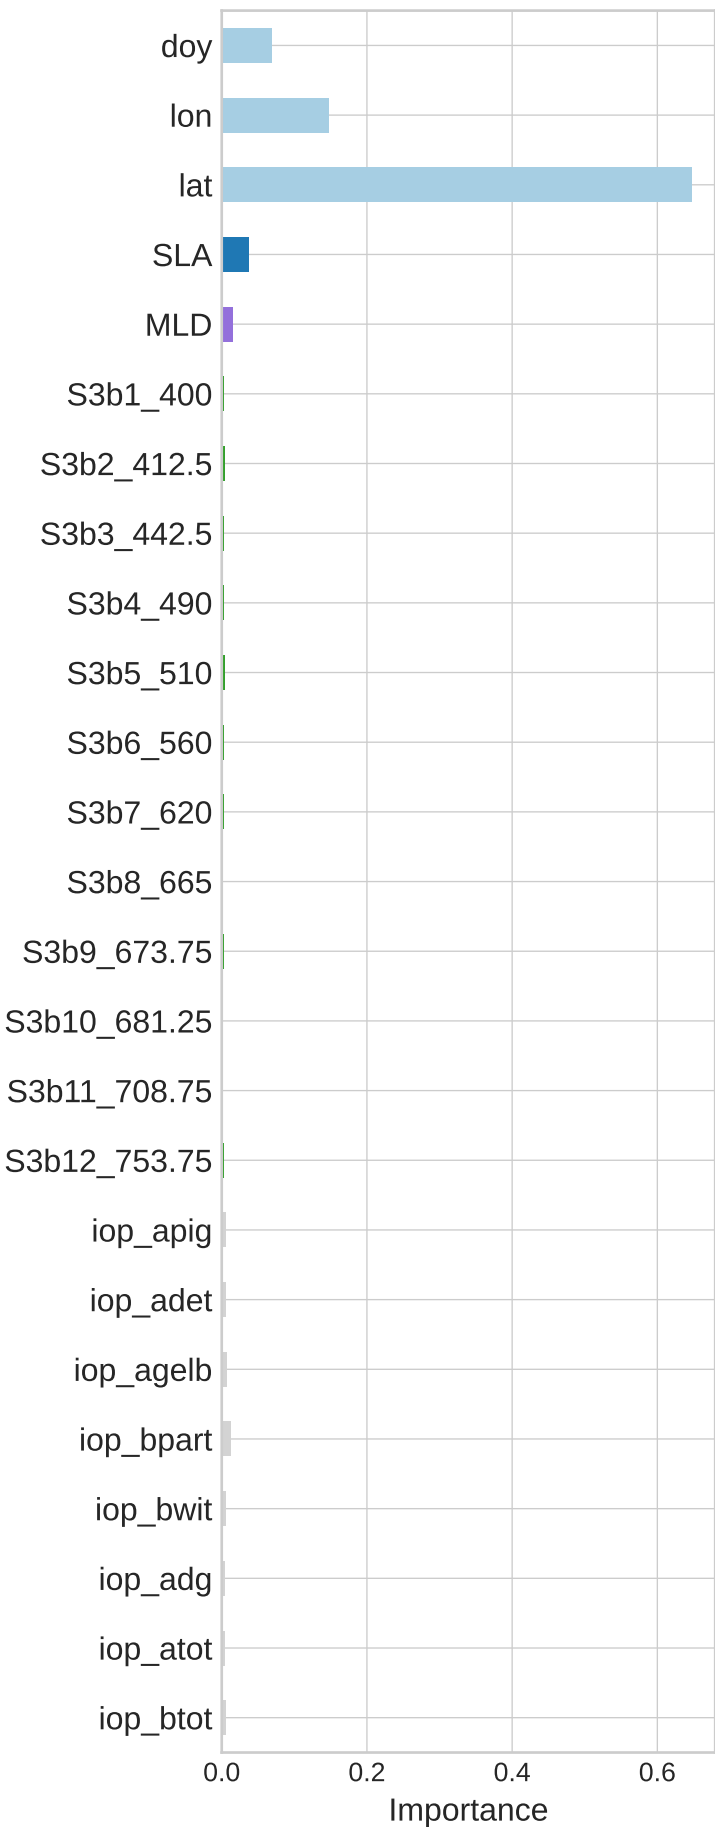 doy
lon
lat
SLA
MLD
S3b1_400
S3b2_412.5
S3b3_442.5
S3b4_490
S3b5_510
S3b6_560
S3b7_620
S3b8_665
S3b9_673.75
S3b10_681.25
S3b11_708.75
S3b12_753.75
iop_apig
iop_adet
iop_agelb
iop_bpart
iop_bwit
iop_adg
iop_atot
iop_btot
0.0 0.2 0.4 0.6
Importance